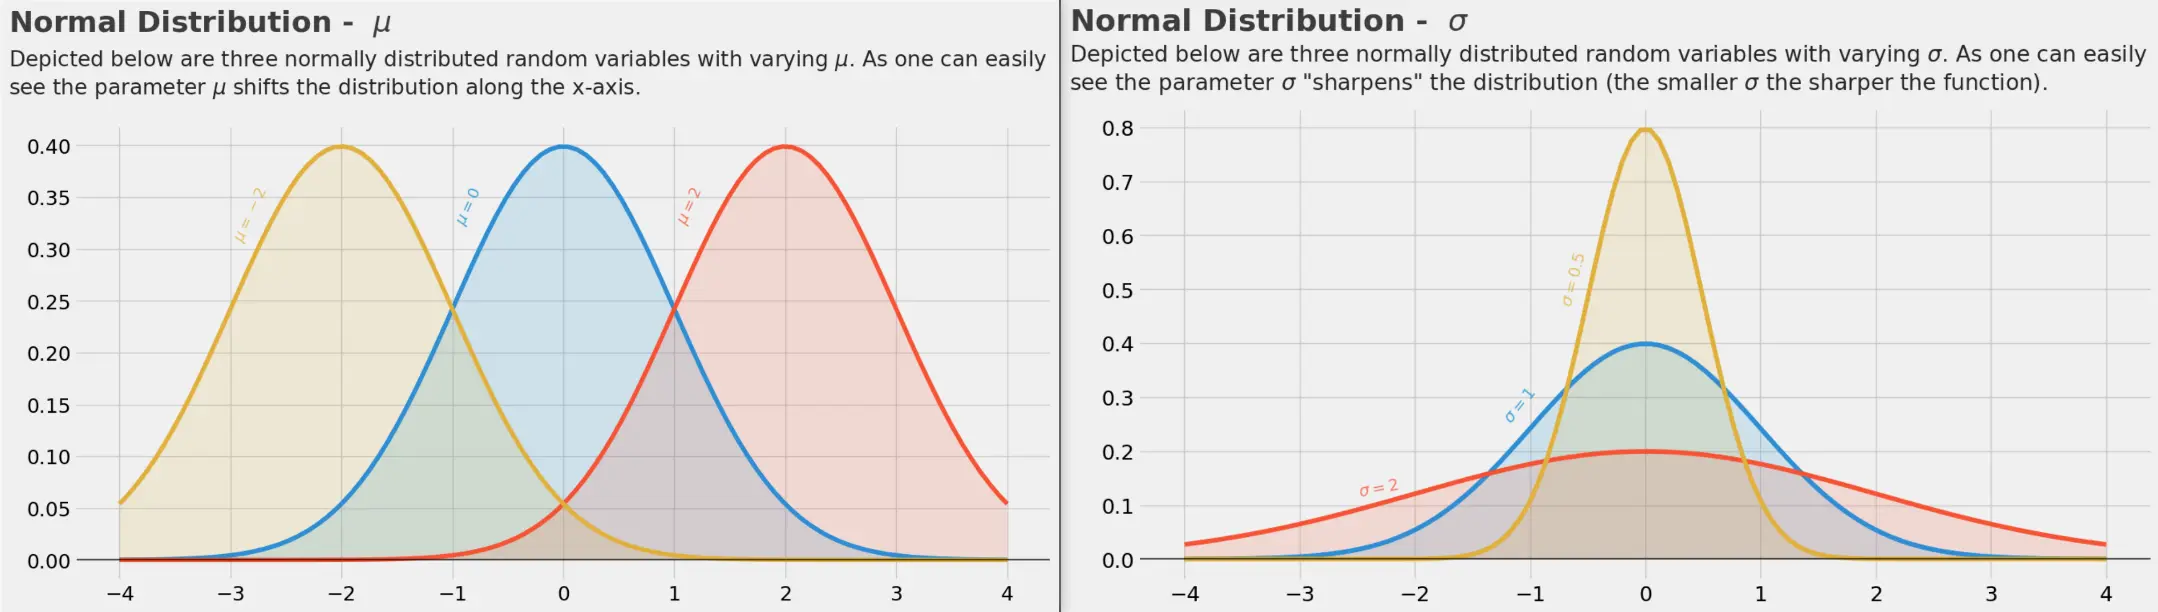 Normal Distribution - μ
Depicted below are three normally distributed random variables with varying μ. As one can easily
see the parameter μ shifts the distribution along the x-axis.
0.40
0.35
0.30
0.25
0.20
0.15
0.10
0.05
0.00
μ = − 2
μ = 0
μ = 2
−4 −3 −2 −1 0 1 2 3 4
Normal Distribution - σ
Depicted below are three normally distributed random variables with varying σ. As one can easily
see the parameter σ "sharpens" the distribution (the smaller σ the sharper the function).
0.8
0.7
0.6
0.5
0.4
0.3
0.2
0.1
0.0
σ = 0.5
σ = 1
σ = 2
−4 −3 −2 −1 0 1 2 3 4